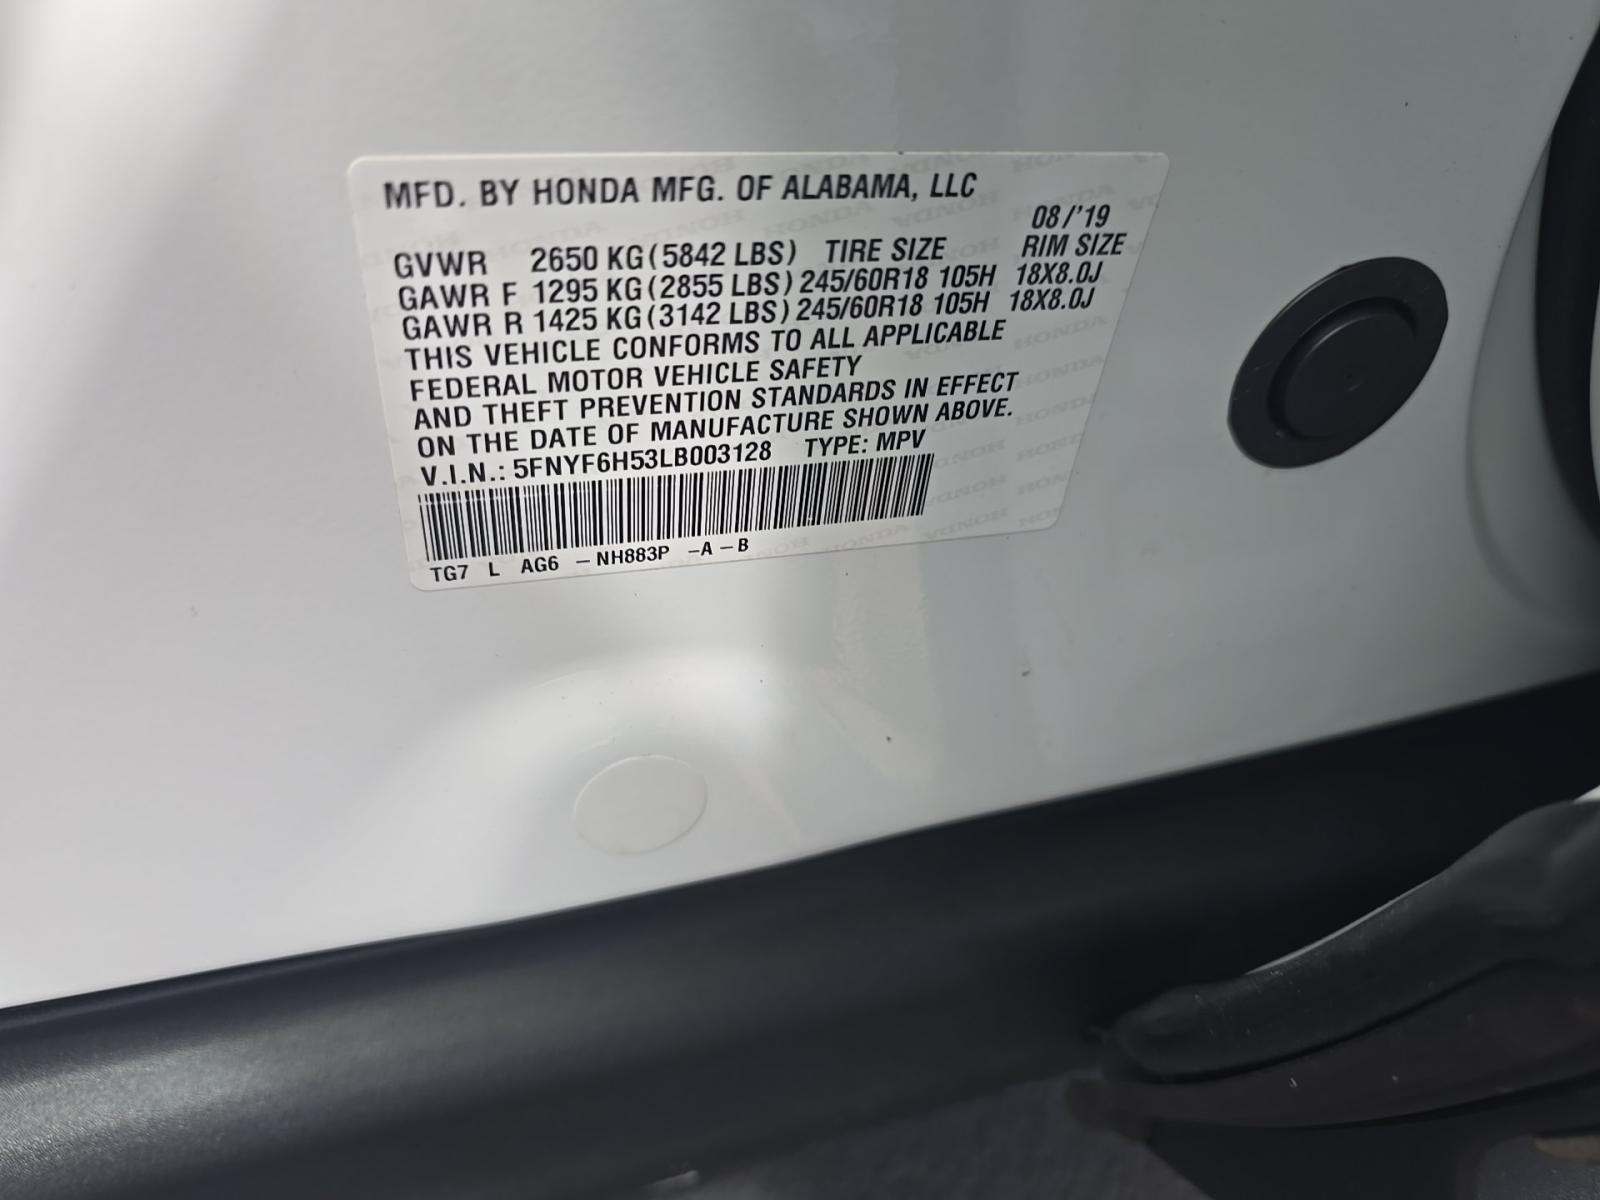 MFD. BY HONDA MFG. OF ALABAMA, LLC
08/'19
GVWR 2650 KG(5842 LBS) TIRE SIZE RIM SIZE
GAWR F 1295 KG(2855 LBS) 245/60R18 105H 18X8.0J
GAWR R 1425 KG(3142 LBS) 245/60R18 105H 18X8.0J
THIS VEHICLE CONFORMS TO ALL APPLICABLE
FEDERAL MOTOR VEHICLE SAFETY
AND THEFT PREVENTION STANDARDS IN EFFECT
ON THE DATE OF MANUFACTURE SHOWN ABOVE.
V.I.N.: 5FNYF6H53LB003128 TYPE: MPV
TG7 L AG6 – NH883P –A – B